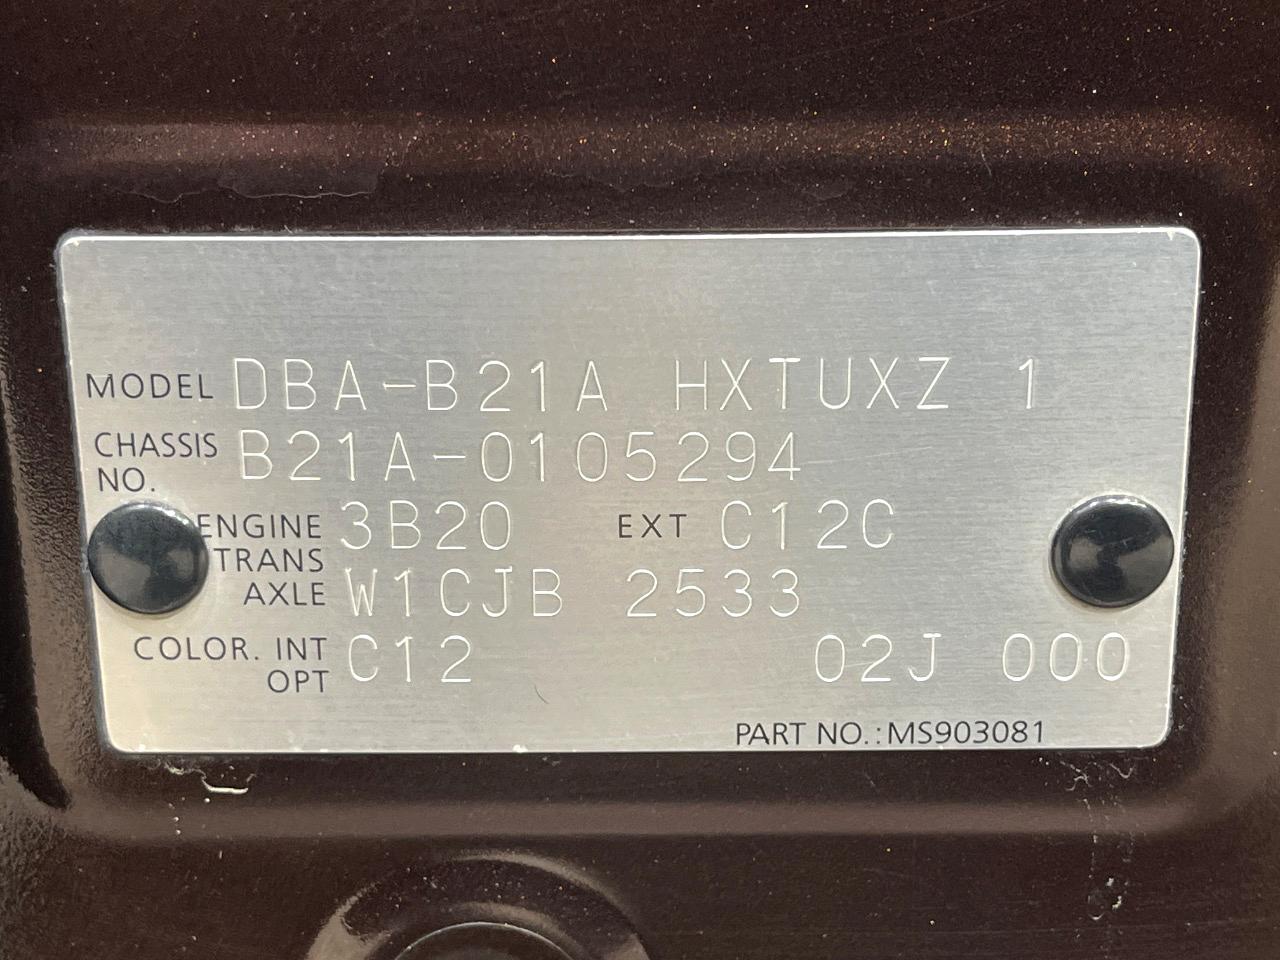 MODEL DBA-B21A HXTUXZ 1
CHASSIS NO. B21A-0105294
ENGINE 3B20 EXT C12C
TRANS AXLE W1CJB 2533
COLOR. INT OPT C12 02J 000
PART NO.:MS903081